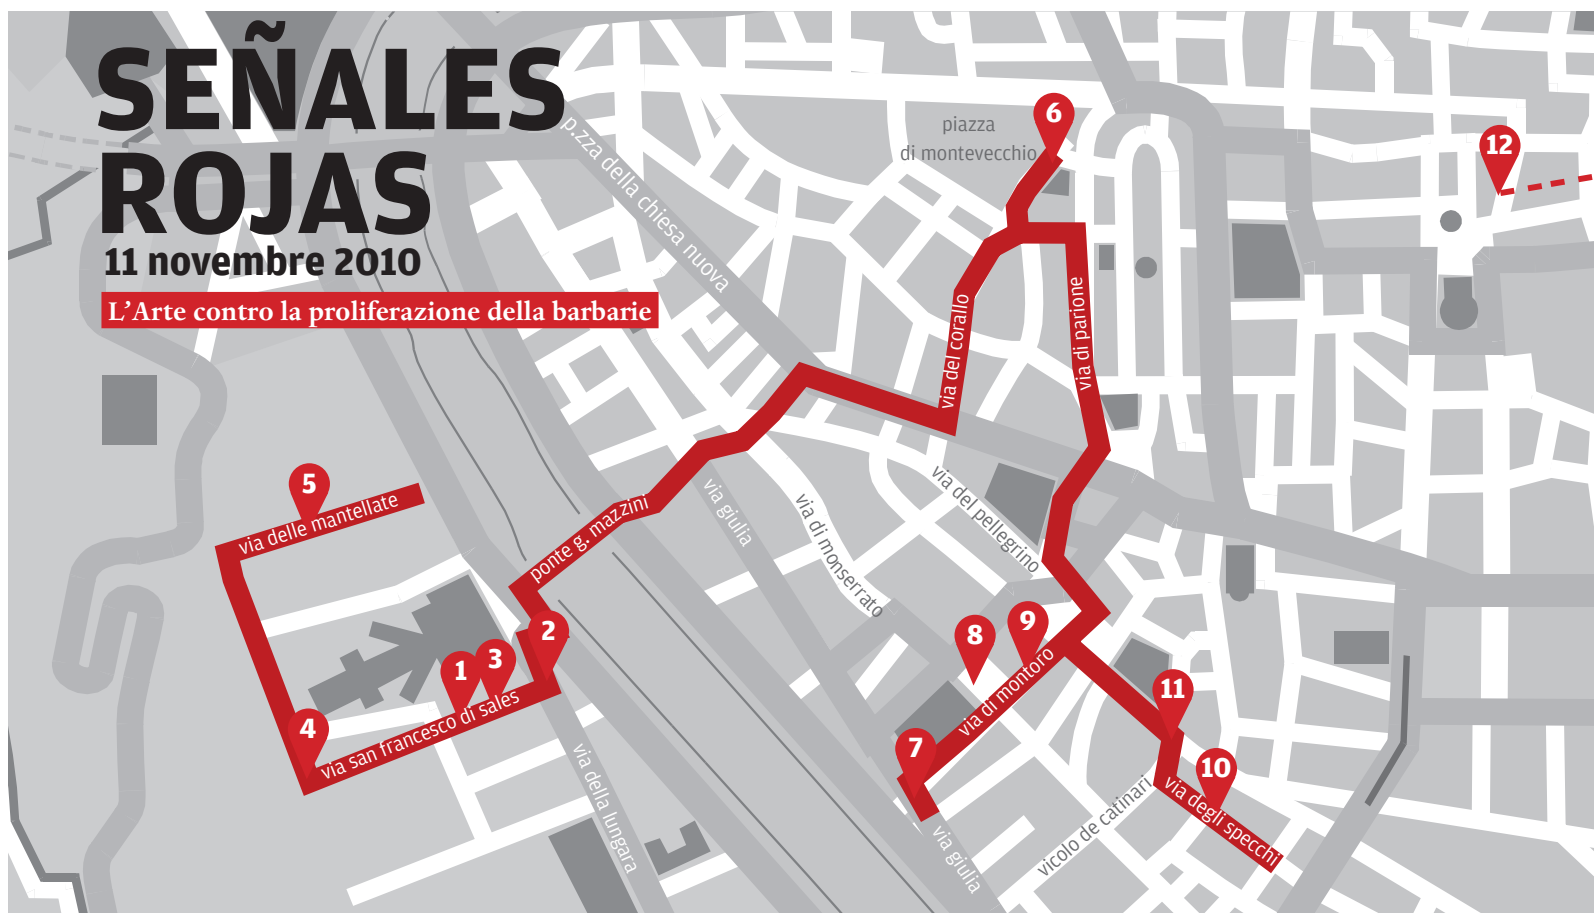 SEÑALES
ROJAS
11 novembre 2010
L'Arte contro la proliferazione della barbarie
p.zza della chiesa nuova
piazza
di montevecchio
6
12
via del corallo
via di parione
5
via delle mantellate
ponte g. mazzini
via giulia
via di monserrato
via del pellegrino
2
1
3
4
via san francesco di sales
via della lungara
8
9
via di montoro
7
via giulia
11
10
via degli specchi
vicolo de catinari